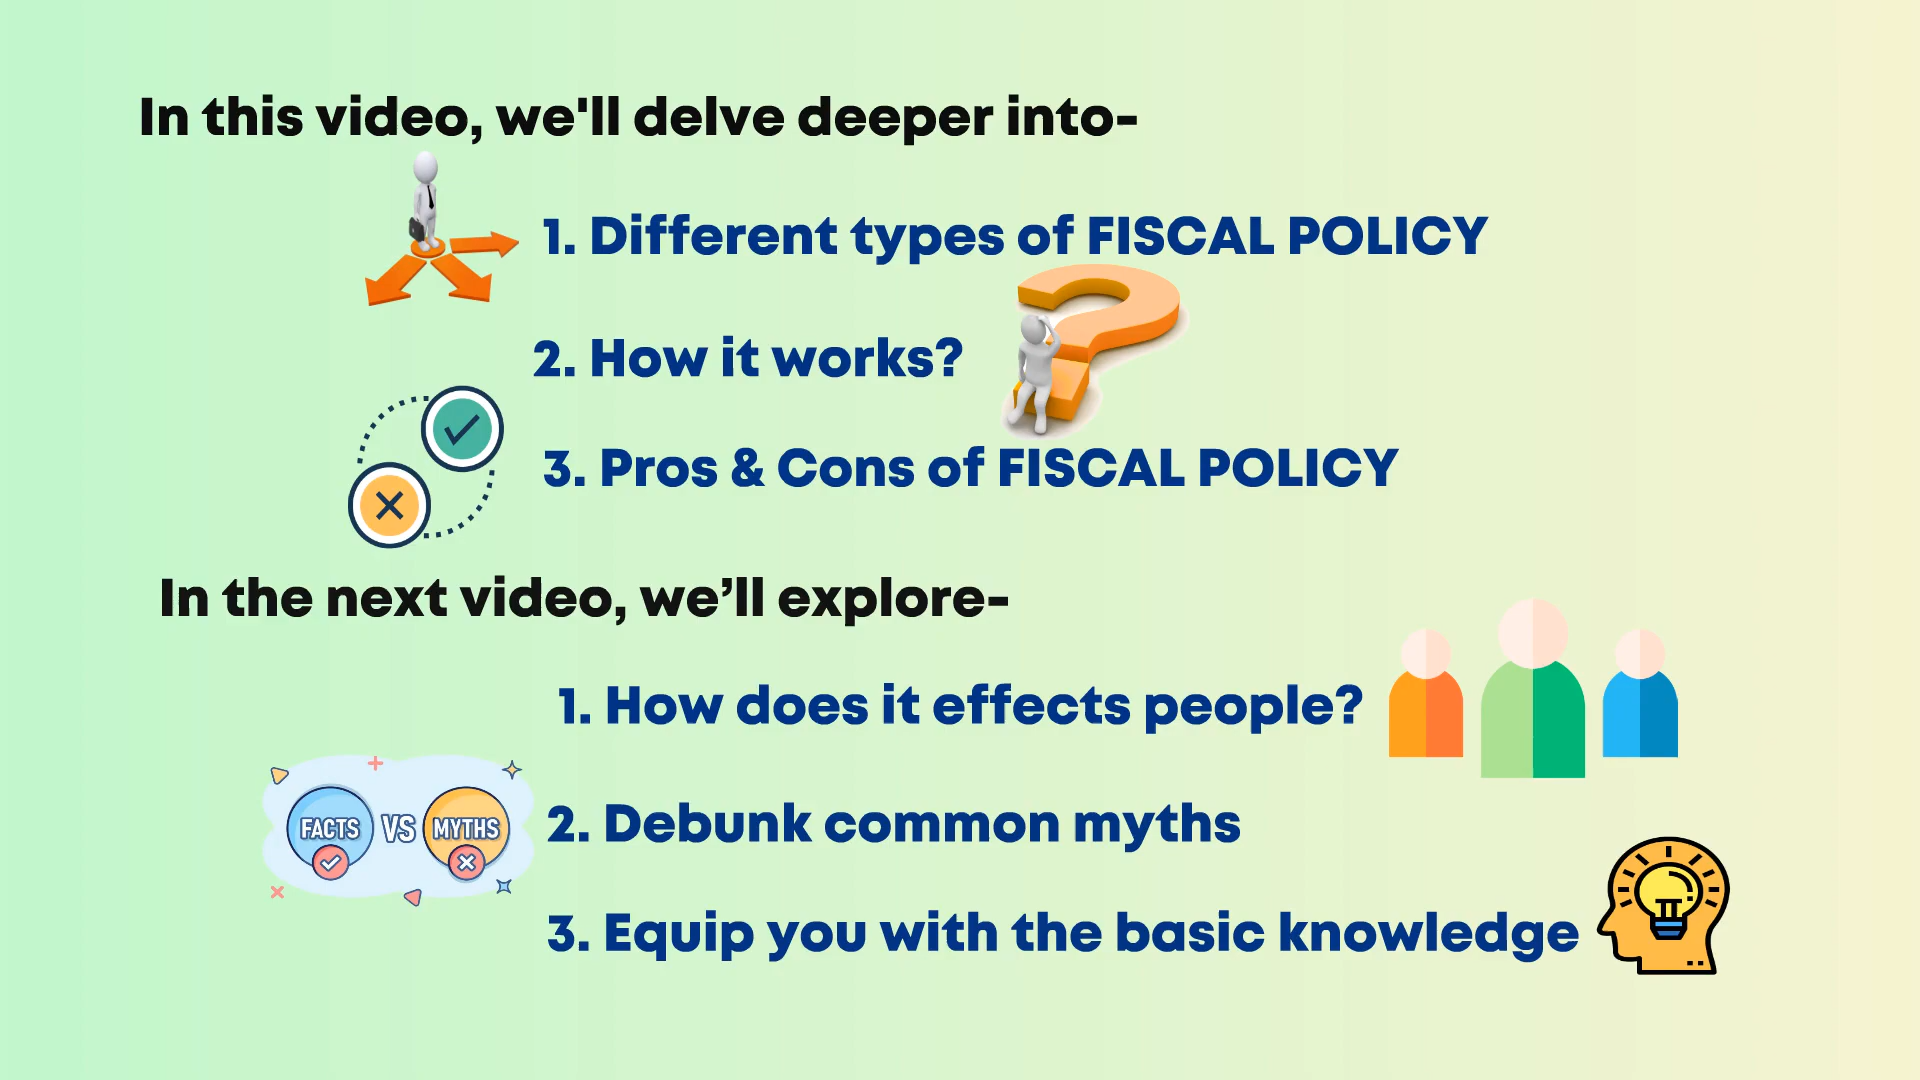 In this video, we'll delve deeper into-
1. Different types of FISCAL POLICY
2. How it works?
3. Pros & Cons of FISCAL POLICY
In the next video, we’ll explore-
1. How does it effects people?
FACTS VS MYTHS
2. Debunk common myths
3. Equip you with the basic knowledge